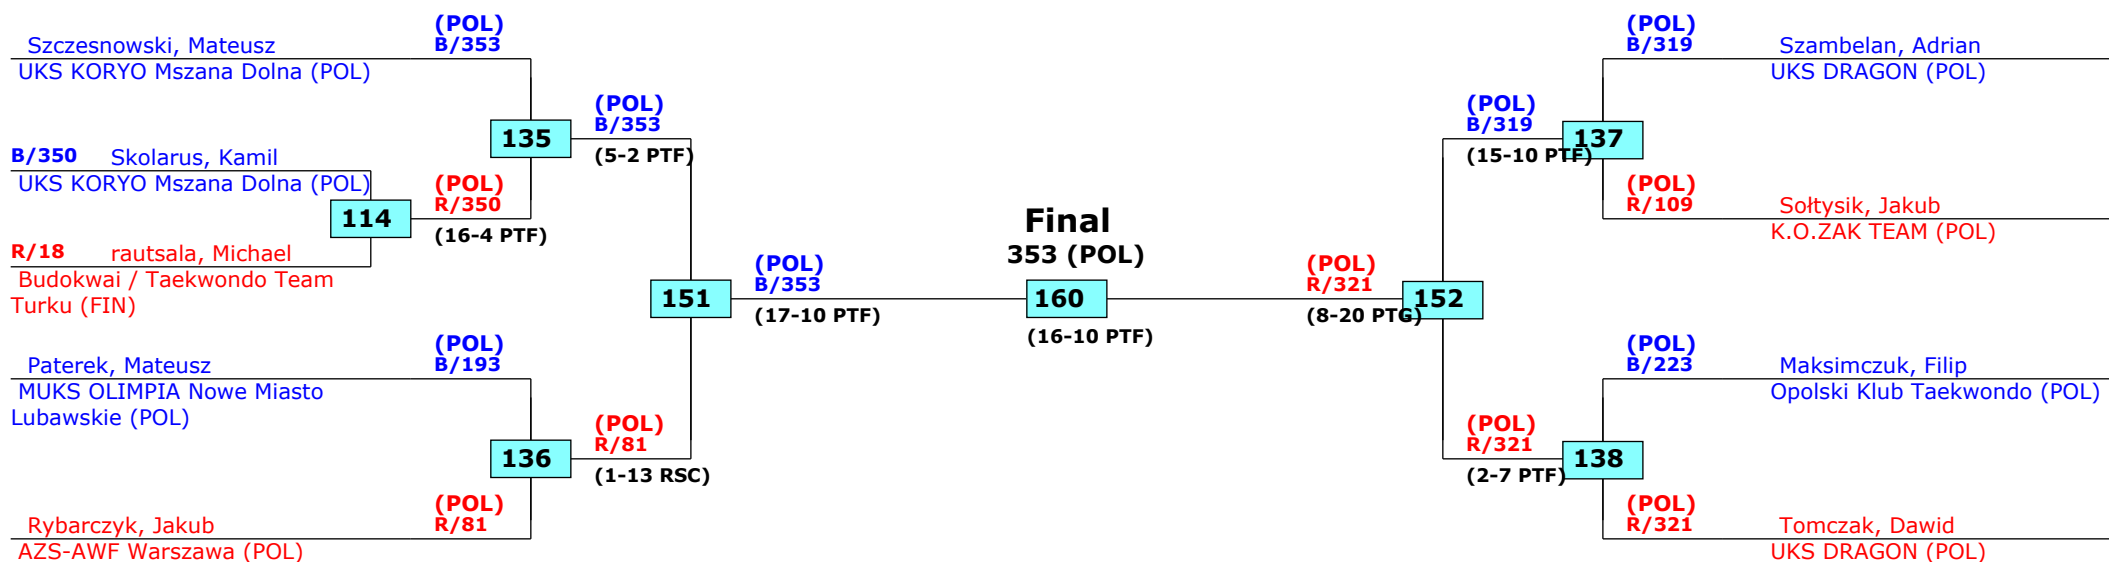 (POL)
Szczesnowski, Mateusz B/353
UKS KORYO Mszana Dolna (POL)
B/350 Skolarus, Kamil
UKS KORYO Mszana Dolna (POL)
114
R/18 rautsala, Michael
Budokwai / Taekwondo Team
Turku (FIN)
(POL)
R/350
(16-4 PTF)
135
(POL)
B/353
(5-2 PTF)
(POL)
Paterek, Mateusz B/193
MUKS OLIMPIA Nowe Miasto
Lubawskie (POL)
136
(POL)
R/81
(1-13 RSC)
(POL)
Rybarczyk, Jakub R/81
AZS-AWF Warszawa (POL)
151
(POL)
B/353
(17-10 PTF)
Final
353 (POL)
160
(16-10 PTF)
(POL)
R/321
(8-20 PTG)
152
(POL)
B/319
(15-10 PTF)
137
(POL)
B/319 Szambelan, Adrian
UKS DRAGON (POL)
(POL)
R/109 Sołtysik, Jakub
K.O.ZAK TEAM (POL)
(POL)
B/223 Maksimczuk, Filip
Opolski Klub Taekwondo (POL)
(POL)
R/321
(2-7 PTF)
138
(POL)
R/321 Tomczak, Dawid
UKS DRAGON (POL)